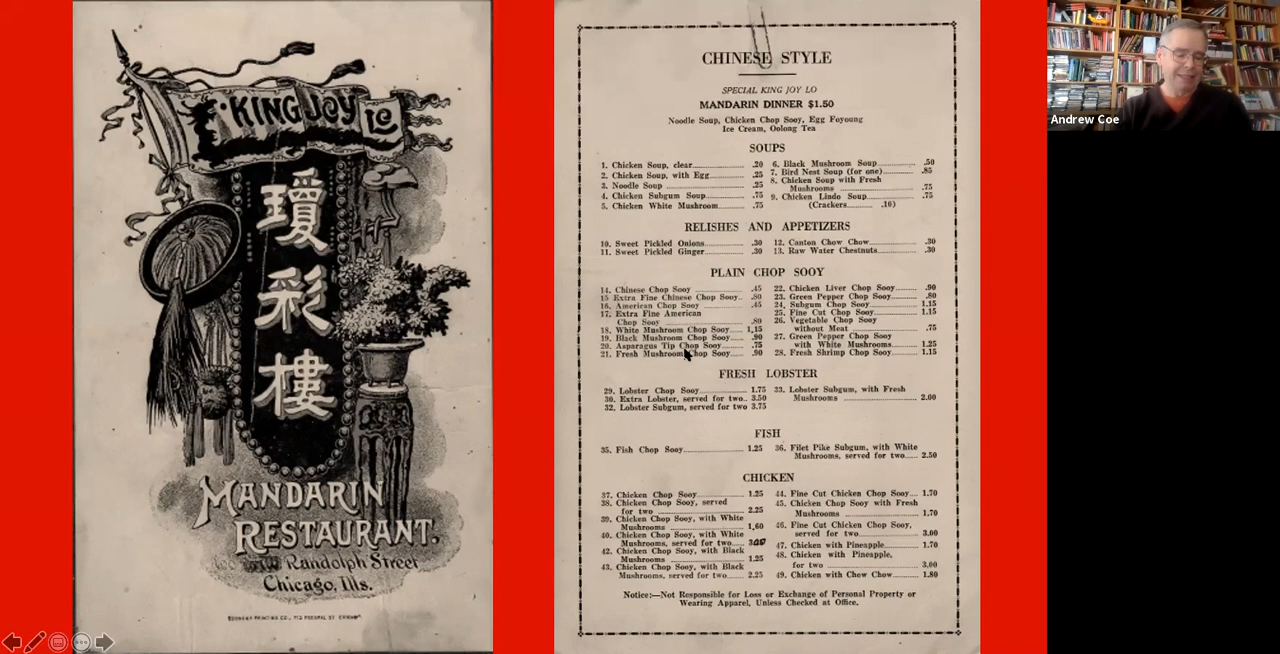 KING JOY LO
瓊
彩
樓
MANDARIN
RESTAURANT.
Randolph Street
Chicago, Ills.
CHINESE STYLE
SPECIAL KING JOY LO
MANDARIN DINNER $1.50
Noodle Soup, Chicken Chop Sooy, Egg Foyoung
Ice Cream, Oolong Tea
SOUPS
1. Chicken Soup, clear .20
2. Chicken Soup, with Egg .25
3. Noodle Soup .25
4. Chicken Subgum Soup .75
5. Chicken White Mushroom .75
6. Black Mushroom Soup .50
7. Bird Nest Soup (for one) .85
8. Chicken Soup with Fresh
Mushrooms .75
9. Chicken Lindo Soup .75
(Crackers .10)
RELISHES AND APPETIZERS
10. Sweet Pickled Onions .30
11. Sweet Pickled Ginger .30
12. Canton Chow Chow .30
13. Raw Water Chestnuts .30
PLAIN CHOP SOOY
14. Chinese Chop Sooy .45
15 Extra Fine Chinese Chop Sooy .80
16. American Chop Sooy .45
17. Extra Fine American
Chop Sooy .80
18. White Mushroom Chop Sooy 1.15
19. Black Mushroom Chop Sooy .90
20. Asparagus Tip Chop Sooy .75
21. Fresh Mushroom Chop Sooy .90
22. Chicken Liver Chop Sooy .90
23. Green Pepper Chop Sooy .80
24. Subgum Chop Sooy 1.15
25. Fine Cut Chop Sooy 1.15
26. Vegetable Chop Sooy
without Meat .75
27. Green Pepper Chop Sooy
with White Mushrooms 1.25
28. Fresh Shrimp Chop Sooy 1.15
FRESH LOBSTER
29. Lobster Chop Sooy 1.75
30. Extra Lobster, served for two 3.50
32. Lobster Subgum, served for two 3.75
33. Lobster Subgum, with Fresh
Mushrooms 2.00
FISH
35. Fish Chop Sooy 1.25
36. Filet Pike Subgum, with White
Mushrooms, served for two 2.50
CHICKEN
37. Chicken Chop Sooy 1.25
38. Chicken Chop Sooy, served
for two 2.25
39. Chicken Chop Sooy, with White
Mushrooms 1,60
40. Chicken Chop Sooy, with White
Mushrooms, served for two
42. Chicken Chop Sooy, with Black
Mushrooms 1.25
43. Chicken Chop Sooy, with Black
Mushrooms, served for two 2.25
44. Fine Cut Chicken Chop Sooy 1.70
45. Chicken Chop Sooy with Fresh
Mushrooms 1.70
46. Fine Cut Chicken Chop Sooy,
served for two 3.00
47. Chicken with Pineapple 1.70
48. Chicken with Pineapple,
for two 3.00
49. Chicken with Chow Chow 1.80
Notice:—Not Responsible for Loss or Exchange of Personal Property or
Wearing Apparel, Unless Checked at Office.
Andrew Coe